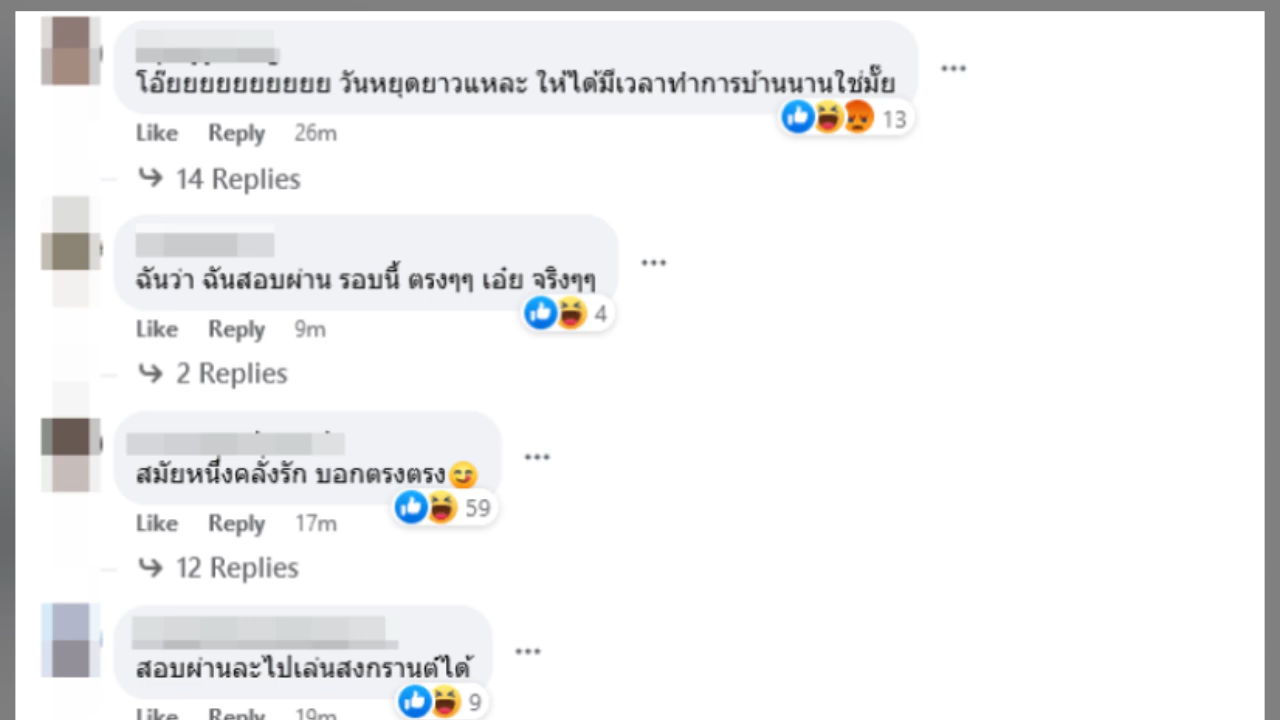 โอ๊ยยยยยยยยยยย วันหยุดยาวแหละ ให้ได้มีเวลาทำการบ้านนานใช่มั๊ย
13
Like Reply 26m
14 Replies
ฉันว่า ฉันสอบผ่าน รอบนี้ ตรงๆๆ เอ๋ย จริงๆๆ
4
Like Reply 9m
2 Replies
สมัยหนึ่งคลั่งรัก บอกตรงตรง
59
Like Reply 17m
12 Replies
สอบผ่านละไปเล่นสงกรานต์ได้
9
Like Reply 19m